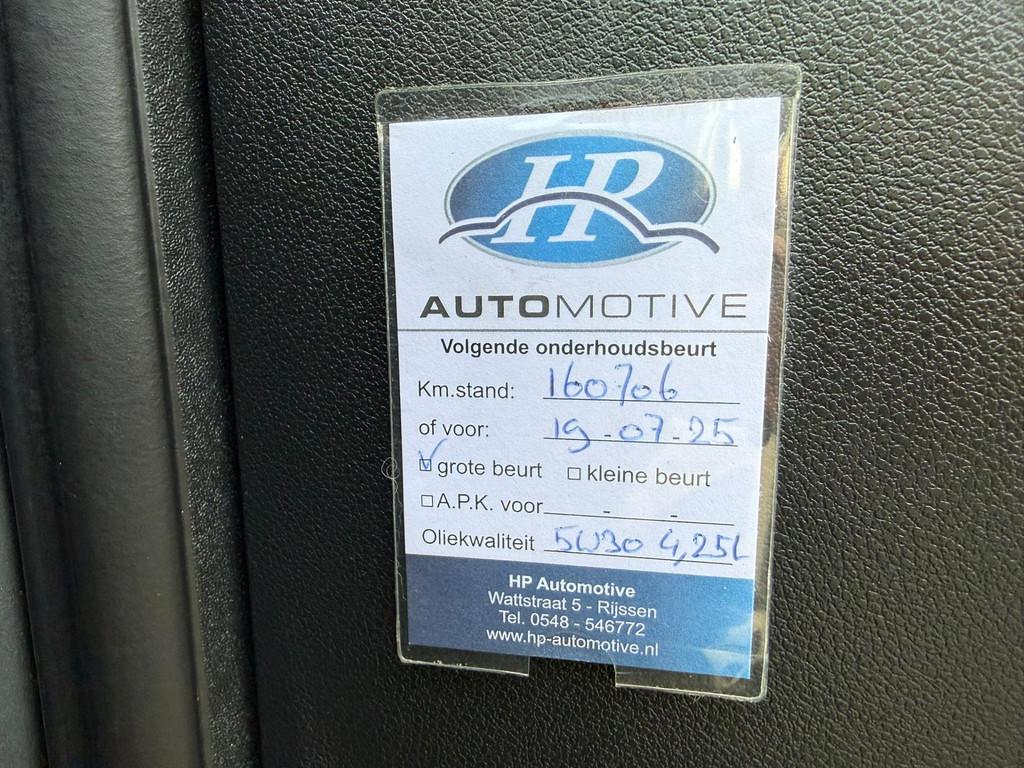 HP
AUTOMOTIVE
Volgende onderhoudsbeurt
Km.stand: 160706
of voor: 19-07-25
☑ grote beurt ☐ kleine beurt
☐ A.P.K. voor - -
Oliekwaliteit 5W30 4,25L
HP Automotive
Wattstraat 5 - Rijssen
Tel. 0548 - 546772
www.hp-automotive.nl